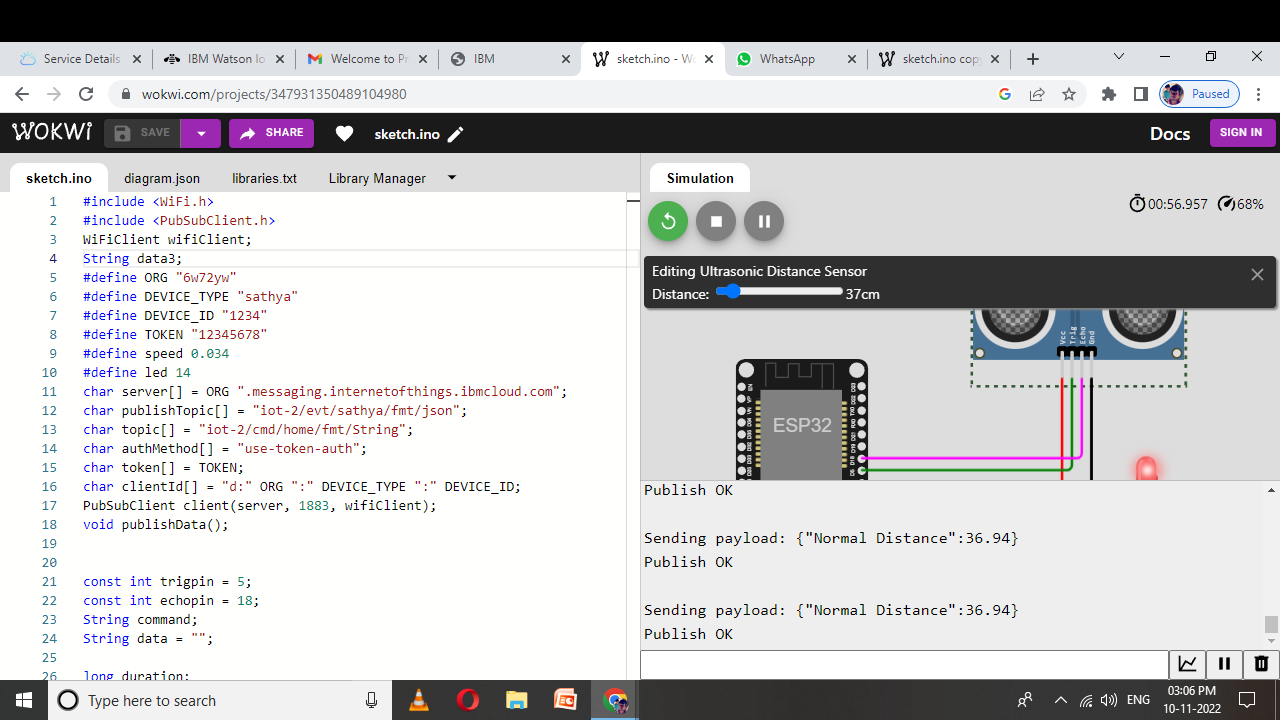 Service Details
IBM Watson Io
Welcome to Pr
IBM
sketch.ino - Wo
WhatsApp
sketch.ino copy
wokwi.com/projects/347931350489104980
Paused
WOKWI
SAVE
SHARE
sketch.ino
Docs
SIGN IN
sketch.ino
diagram.json
libraries.txt
Library Manager
1 #include <WiFi.h>
2 #include <PubSubClient.h>
3 WiFiClient wifiClient;
4 String data3;
5 #define ORG "6w72yw"
6 #define DEVICE_TYPE "sathya"
7 #define DEVICE_ID "1234"
8 #define TOKEN "12345678"
9 #define speed 0.034
10 #define led 14
11 char server[] = ORG ".messaging.internetofthings.ibmcloud.com";
12 char publishTopic[] = "iot-2/evt/sathya/fmt/json";
13 char topic[] = "iot-2/cmd/home/fmt/String";
14 char authMethod[] = "use-token-auth";
15 char token[] = TOKEN;
16 char clientId[] = "d:" ORG ":" DEVICE_TYPE ":" DEVICE_ID;
17 PubSubClient client(server, 1883, wifiClient);
18 void publishData();
19
20
21 const int trigpin = 5;
22 const int echopin = 18;
23 String command;
24 String data = "";
25
26 long duration;
Simulation
00:56.957
68%
Editing Ultrasonic Distance Sensor
Distance: 37cm
Vcc
Trig
Echo
Gnd
ESP32
Publish OK
Sending payload: {"Normal Distance":36.94}
Publish OK
Sending payload: {"Normal Distance":36.94}
Publish OK
Type here to search
ENG
03:06 PM
10-11-2022